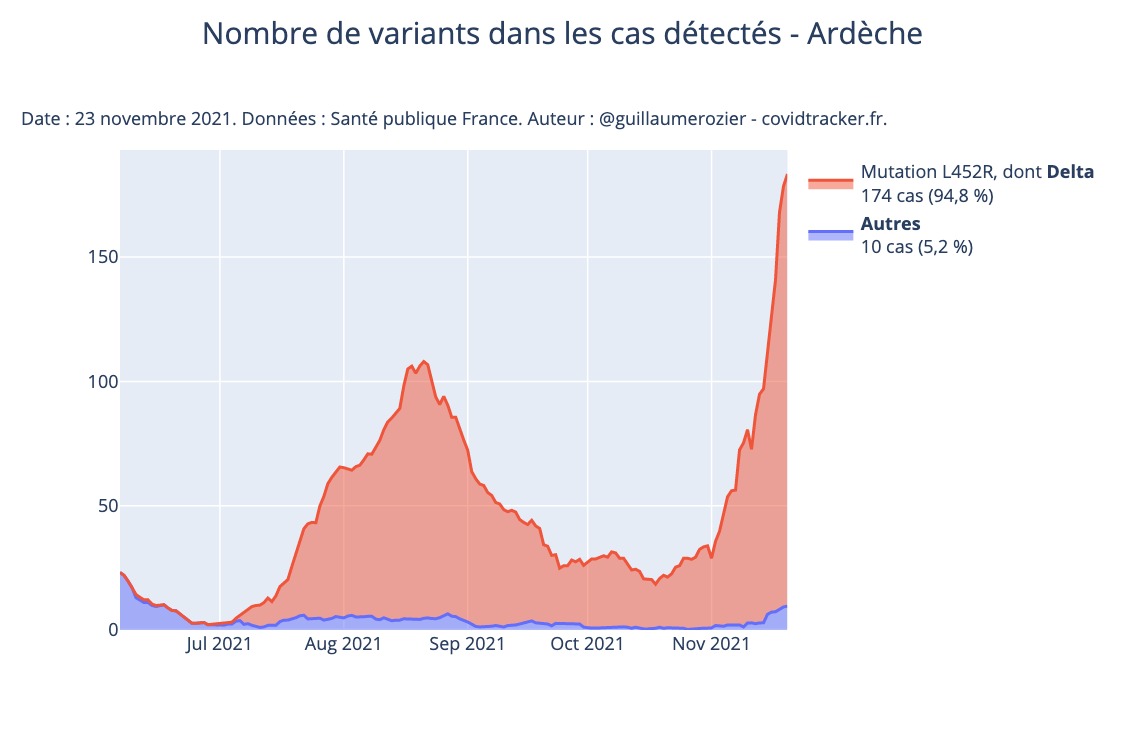 Nombre de variants dans les cas détectés - Ardèche
Date : 23 novembre 2021. Données : Santé publique France. Auteur : @guillaumerozier - covidtracker.fr.
Mutation L452R, dont Delta
174 cas (94,8 %)
Autres
10 cas (5,2 %)
150
100
50
0
Jul 2021
Aug 2021
Sep 2021
Oct 2021
Nov 2021